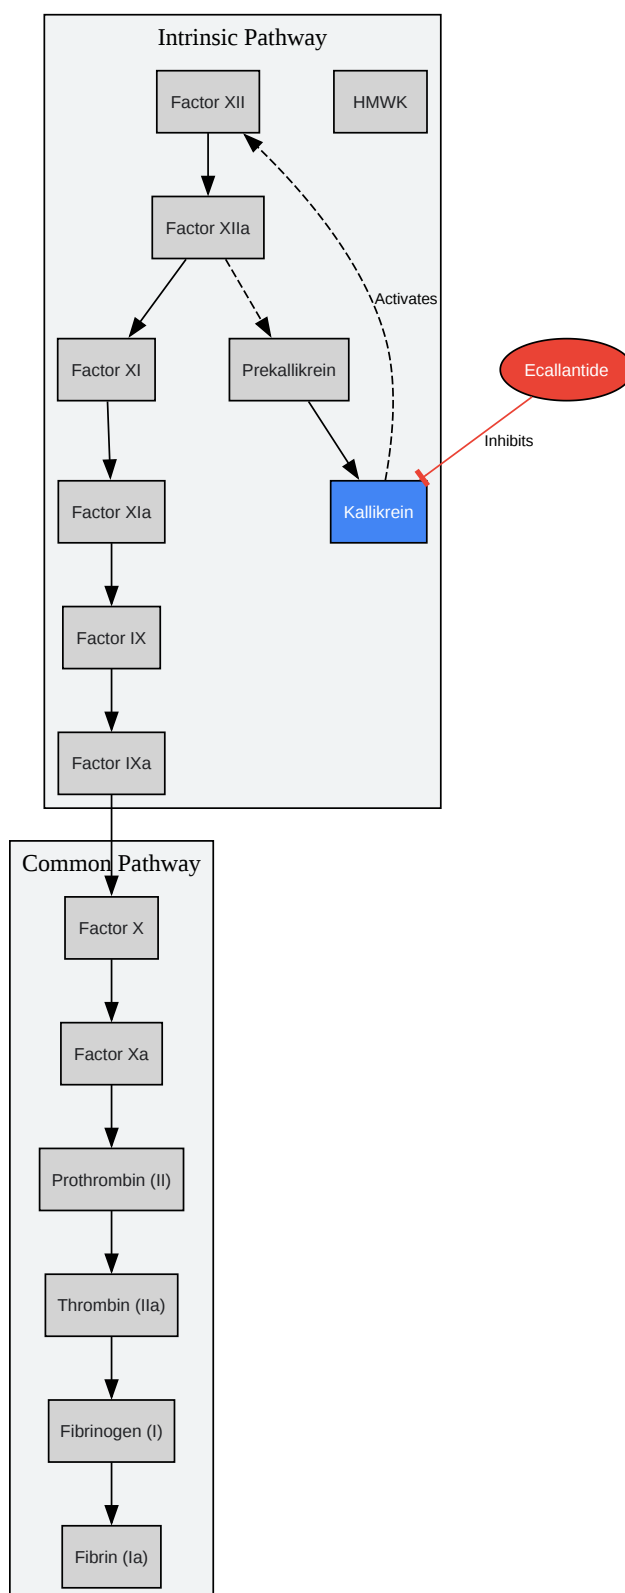 Intrinsic Pathway
Factor XII
HMWK
Factor XIIa
Activates
Factor XI
Prekallikrein
Ecallantide
Inhibits
Factor XIa
Kallikrein
Factor IX
Factor IXa
Common Pathway
Factor X
Factor Xa
Prothrombin (II)
Thrombin (IIa)
Fibrinogen (I)
Fibrin (Ia)